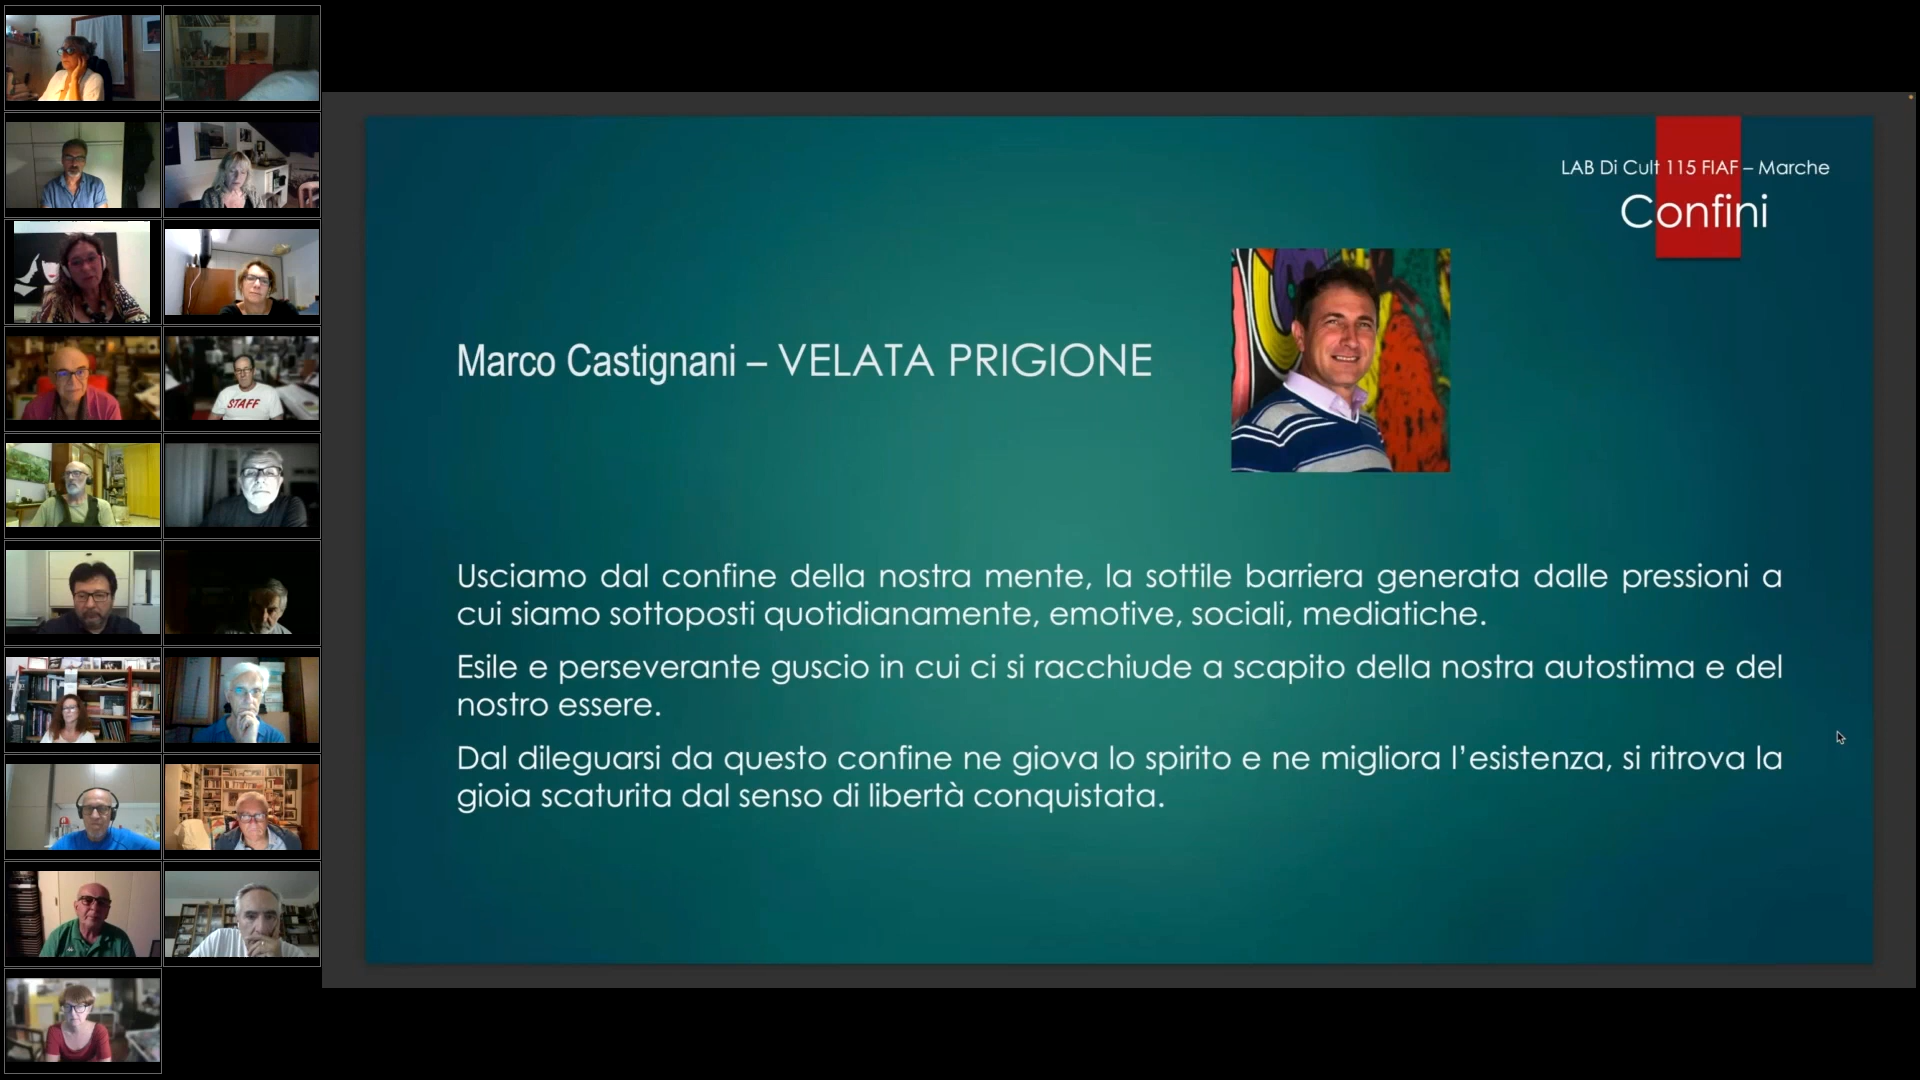 LAB Di Cult 115 FIAF – Marche
Confini
Marco Castignani – VELATA PRIGIONE
Usciamo dal confine della nostra mente, la sottile barriera generata dalle pressioni a
cui siamo sottoposti quotidianamente, emotive, sociali, mediatiche.
Esile e perseverante guscio in cui ci si racchiude a scapito della nostra autostima e del
nostro essere.
Dal dileguarsi da questo confine ne giova lo spirito e ne migliora l’esistenza, si ritrova la
gioia scaturita dal senso di libertà conquistata.
STAFF